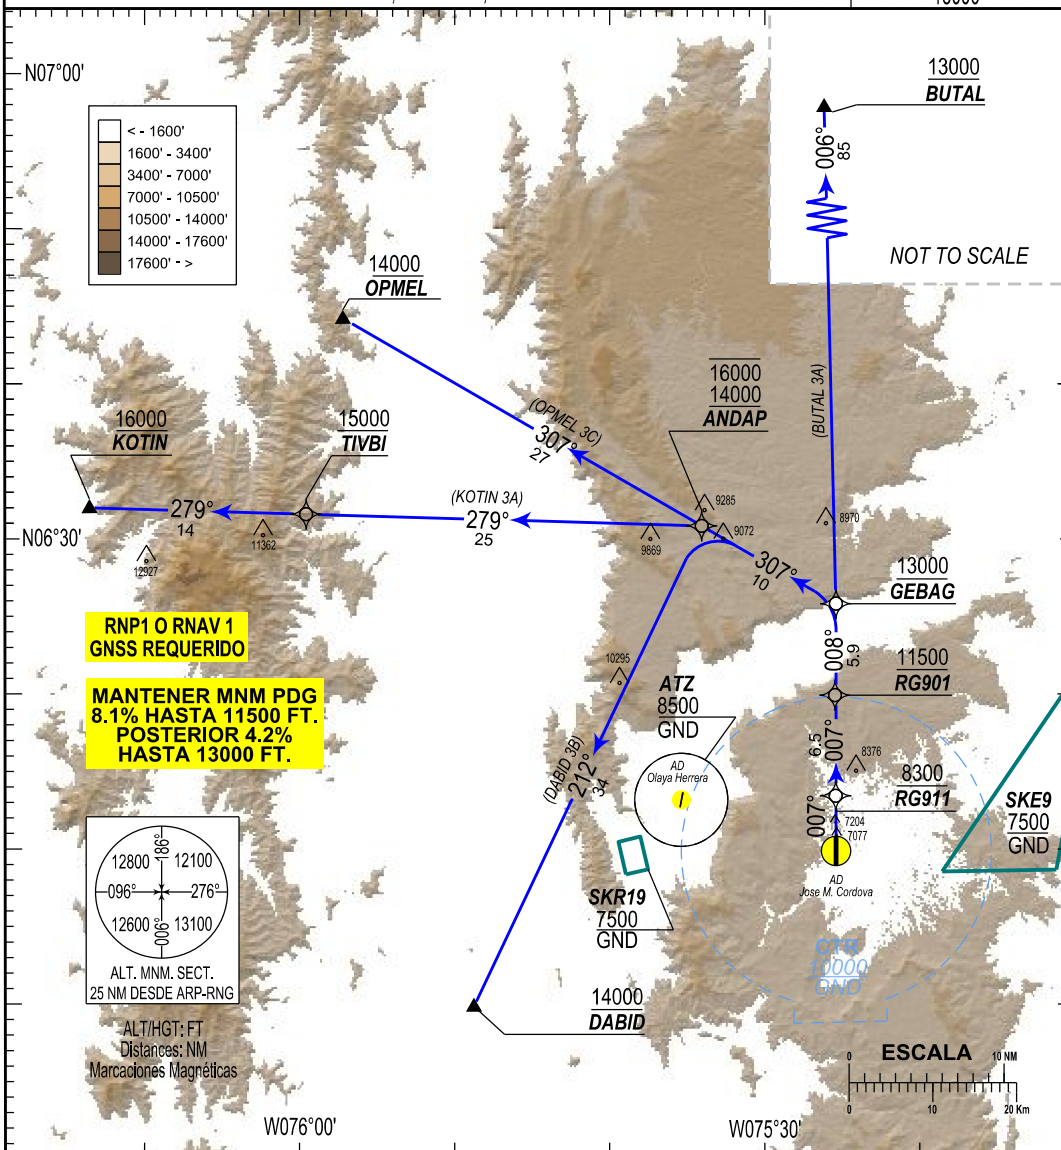 10000
N07°00'
< - 1600'
1600' - 3400'
3400' - 7000'
7000' - 10500'
10500' - 14000'
14000' - 17600'
17600' - >
13000
BUTAL
006°
85
NOT TO SCALE
14000
OPMEL
(BUTAL 3A)
16000
14000
ANDAP
(OPMEL 3C)
307°
27
16000
KOTIN
15000
TIVBI
279°
14
(KOTIN 3A)
279°
25
N06°30'
11362
12927
9285
9072
9869
8970
307°
10
13000
GEBAG
RNP1 O RNAV 1
GNSS REQUERIDO
008°
5.9
11500
RG901
10295
MANTENER MNM PDG
8.1% HASTA 11500 FT.
POSTERIOR 4.2%
HASTA 13000 FT.
ATZ
8500
GND
AD
Olaya Herrera
6.5
007°
8376
8300
RG911
007°
7204
7077
(DABID 3B)
212°
34
SKE9
7500
GND
AD
Jose M. Cordova
186°
12800
12100
096°
276°
12600
13100
006°
ALT. MNM. SECT.
25 NM DESDE ARP-RNG
SKR19
7500
GND
CTR
10000
GND
14000
DABID
ALT/HGT: FT
Distances: NM
Marcaciones Magnéticas
ESCALA
0
10 NM
0
10
20 Km
W076°00'
W075°30'